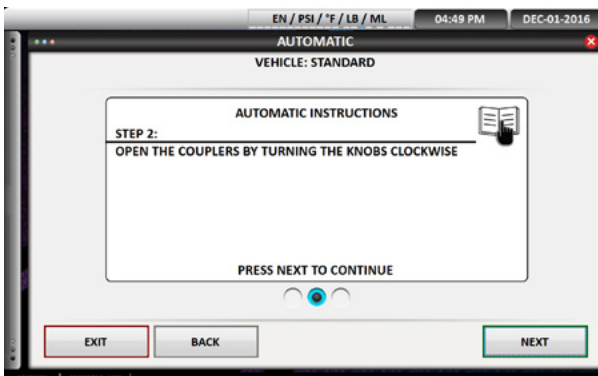 EN / PSI / °F / LB / ML 04:49 PM DEC-01-2016
AUTOMATIC
VEHICLE: STANDARD
AUTOMATIC INSTRUCTIONS
STEP 2:
OPEN THE COUPLERS BY TURNING THE KNOBS CLOCKWISE
PRESS NEXT TO CONTINUE
EXIT BACK NEXT